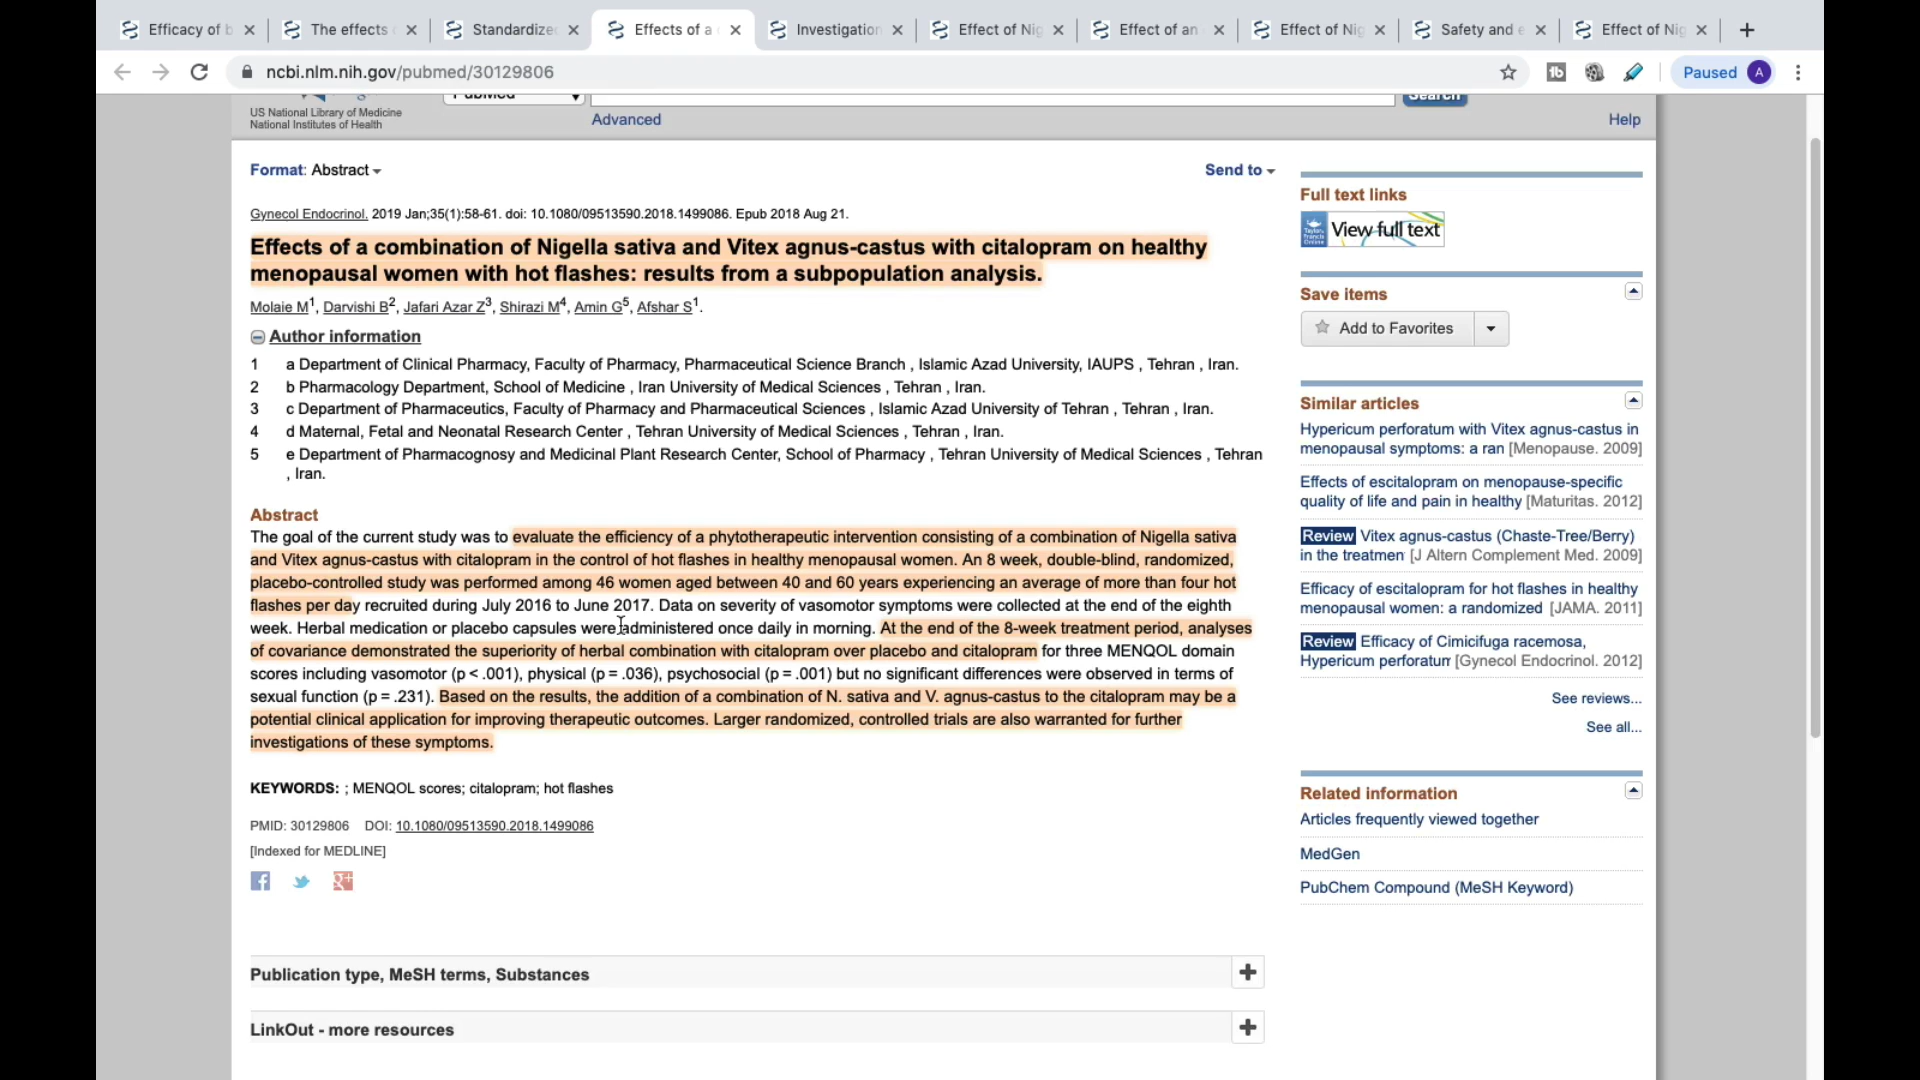 Efficacy of b
The effects
Standardize
Effects of a c
Investigation
Effect of Nig
Effect of an
Effect of Nig
Safety and e
Effect of Nig
ncbi.nlm.nih.gov/pubmed/30129806
Paused A
US National Library of Medicine
National Institutes of Health
PubMed
Search
Advanced
Help
Format: Abstract
Send to
Gynecol Endocrinol. 2019 Jan;35(1):58-61. doi: 10.1080/09513590.2018.1499086. Epub 2018 Aug 21.
Effects of a combination of Nigella sativa and Vitex agnus-castus with citalopram on healthy
menopausal women with hot flashes: results from a subpopulation analysis.
Molaie M1, Darvishi B2, Jafari Azar Z3, Shirazi M4, Amin G5, Afshar S1.
Author information
1 a Department of Clinical Pharmacy, Faculty of Pharmacy, Pharmaceutical Science Branch , Islamic Azad University, IAUPS , Tehran , Iran.
2 b Pharmacology Department, School of Medicine , Iran University of Medical Sciences , Tehran , Iran.
3 c Department of Pharmaceutics, Faculty of Pharmacy and Pharmaceutical Sciences , Islamic Azad University of Tehran , Tehran , Iran.
4 d Maternal, Fetal and Neonatal Research Center , Tehran University of Medical Sciences , Tehran , Iran.
5 e Department of Pharmacognosy and Medicinal Plant Research Center, School of Pharmacy , Tehran University of Medical Sciences , Tehran
, Iran.
Abstract
The goal of the current study was to evaluate the efficiency of a phytotherapeutic intervention consisting of a combination of Nigella sativa
and Vitex agnus-castus with citalopram in the control of hot flashes in healthy menopausal women. An 8 week, double-blind, randomized,
placebo-controlled study was performed among 46 women aged between 40 and 60 years experiencing an average of more than four hot
flashes per day recruited during July 2016 to June 2017. Data on severity of vasomotor symptoms were collected at the end of the eighth
week. Herbal medication or placebo capsules were administered once daily in morning. At the end of the 8-week treatment period, analyses
of covariance demonstrated the superiority of herbal combination with citalopram over placebo and citalopram for three MENQOL domain
scores including vasomotor (p < .001), physical (p = .036), psychosocial (p = .001) but no significant differences were observed in terms of
sexual function (p = .231). Based on the results, the addition of a combination of N. sativa and V. agnus-castus to the citalopram may be a
potential clinical application for improving therapeutic outcomes. Larger randomized, controlled trials are also warranted for further
investigations of these symptoms.
KEYWORDS: ; MENQOL scores; citalopram; hot flashes
PMID: 30129806 DOI: 10.1080/09513590.2018.1499086
[Indexed for MEDLINE]
Publication type, MeSH terms, Substances
LinkOut - more resources
Full text links
Taylor & Francis Online View full text
Save items
Add to Favorites
Similar articles
Hypericum perforatum with Vitex agnus-castus in
menopausal symptoms: a ran [Menopause. 2009]
Effects of escitalopram on menopause-specific
quality of life and pain in healthy [Maturitas. 2012]
Review Vitex agnus-castus (Chaste-Tree/Berry)
in the treatmen [J Altern Complement Med. 2009]
Efficacy of escitalopram for hot flashes in healthy
menopausal women: a randomized [JAMA. 2011]
Review Efficacy of Cimicifuga racemosa,
Hypericum perforatum [Gynecol Endocrinol. 2012]
See reviews...
See all...
Related information
Articles frequently viewed together
MedGen
PubChem Compound (MeSH Keyword)